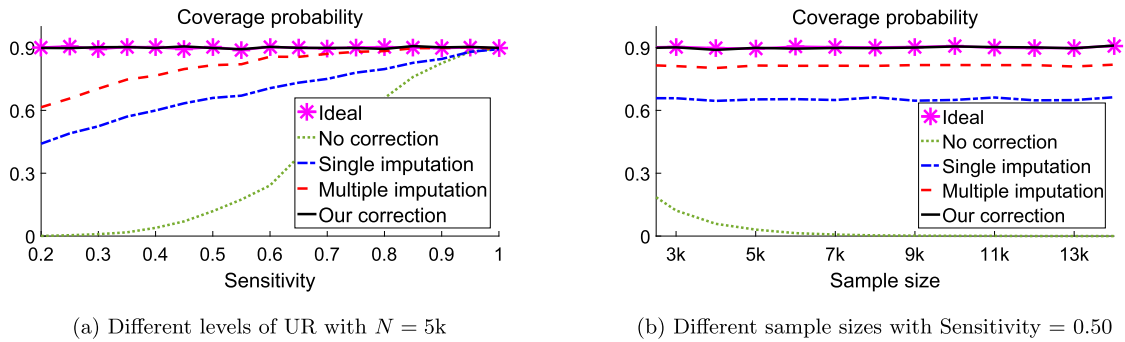 Coverage probability
0.9
0.6
0.3
0
0.2 0.3 0.4 0.5 0.6 0.7 0.8 0.9 1
Sensitivity
Ideal
No correction
Single imputation
Multiple imputation
Our correction
(a) Different levels of UR with N = 5k
Coverage probability
0.9
0.6
0.3
0
3k 5k 7k 9k 11k 13k
Sample size
Ideal
No correction
Single imputation
Multiple imputation
Our correction
(b) Different sample sizes with Sensitivity = 0.50